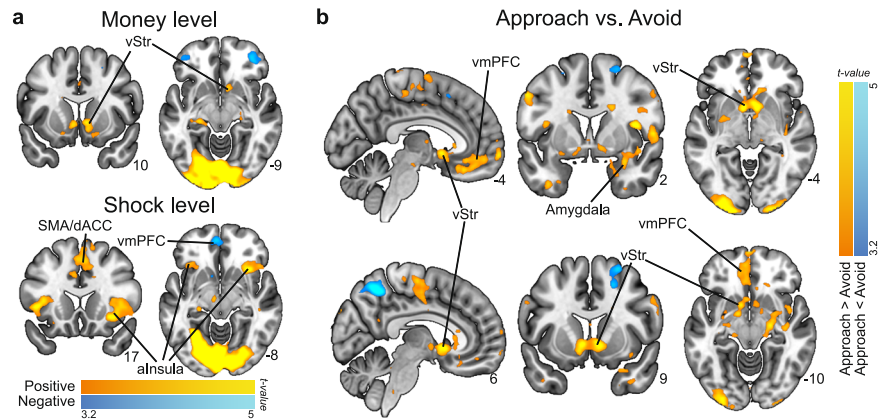 a
Money level
vStr
10
-9
Shock level
SMA/dACC
vmPFC
17
-8
aInsula
Positive
Negative
t-value
3.2
5
b
Approach vs. Avoid
vmPFC
vStr
-4
2
-4
Amygdala
vStr
vmPFC
vStr
6
9
-10
t-value
5
3.2
Approach > Avoid
Approach > Avoid